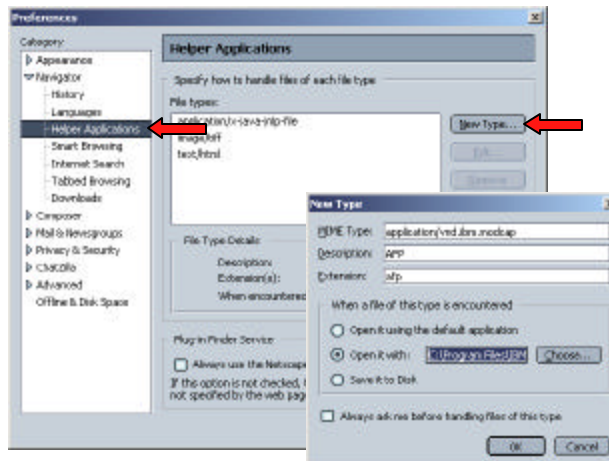 Preferences
Category
Appearance
Navigator
History
Languages
Helper Applications
Smart Browsing
Internet Search
Tabbed Browsing
Downloads
Composer
Mail & Newsgroups
Privacy & Security
ChatZilla
Advanced
Offline & Disk Space
Helper Applications
Specify how to handle files of each file type
File types:
application/x-java-jnlp-file
image/tiff
text/html
New Type...
Edit...
Remove
File Type Details
Description:
Extension(s):
When encountered
Plug-in Finder Service
Always use the Netscape
If this option is not checked,
not specified by the web page
New Type
MIME Type:
application/vnd.ibm.modcap
Description:
AFP
Extension:
afp
When a file of this type is encountered
Open it using the default application
Open it with:
C:\Program Files\IBM
Choose...
Save it to Disk
Always ask me before handling files of this type
OK
Cancel